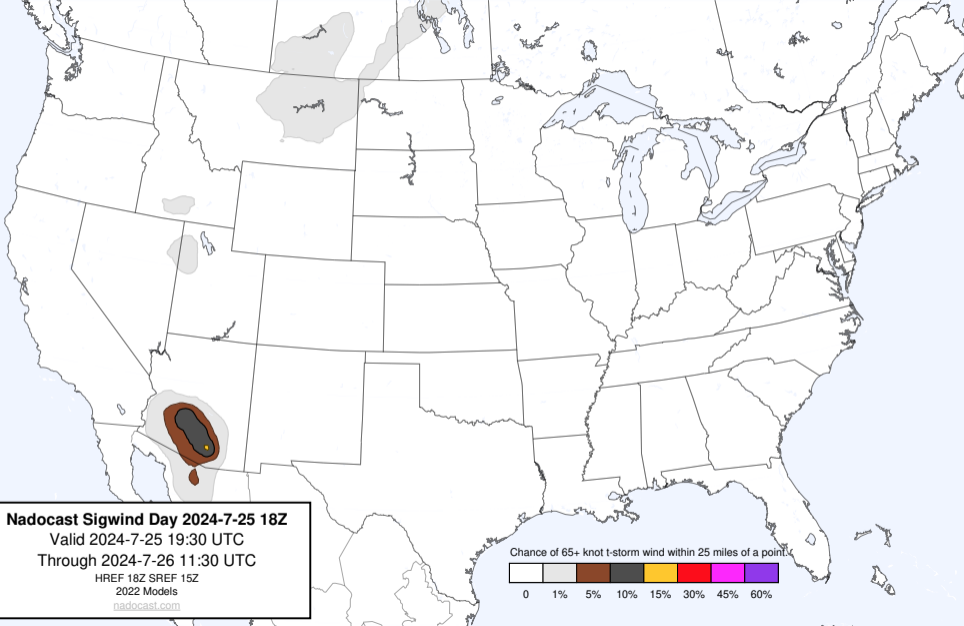 Nadocast Sigwind Day 2024-7-25 18Z
Valid 2024-7-25 19:30 UTC
Through 2024-7-26 11:30 UTC
HREF 18Z SREF 15Z
2022 Models
nadocast.com
Chance of 65+ knot t-storm wind within 25 miles of a point.
0 1% 5% 10% 15% 30% 45% 60%